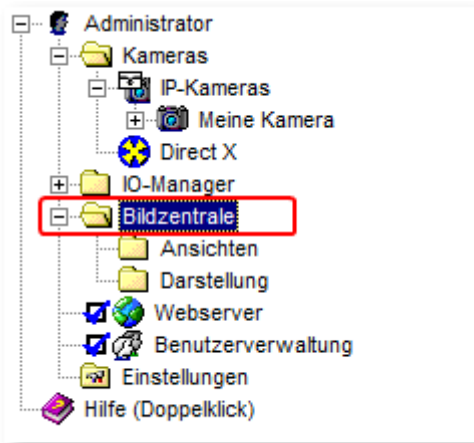 Administrator
Kameras
IP-Kameras
Meine Kamera
Direct X
IO-Manager
Bildzentrale
Ansichten
Darstellung
Webserver
Benutzerverwaltung
Einstellungen
Hilfe (Doppelklick)